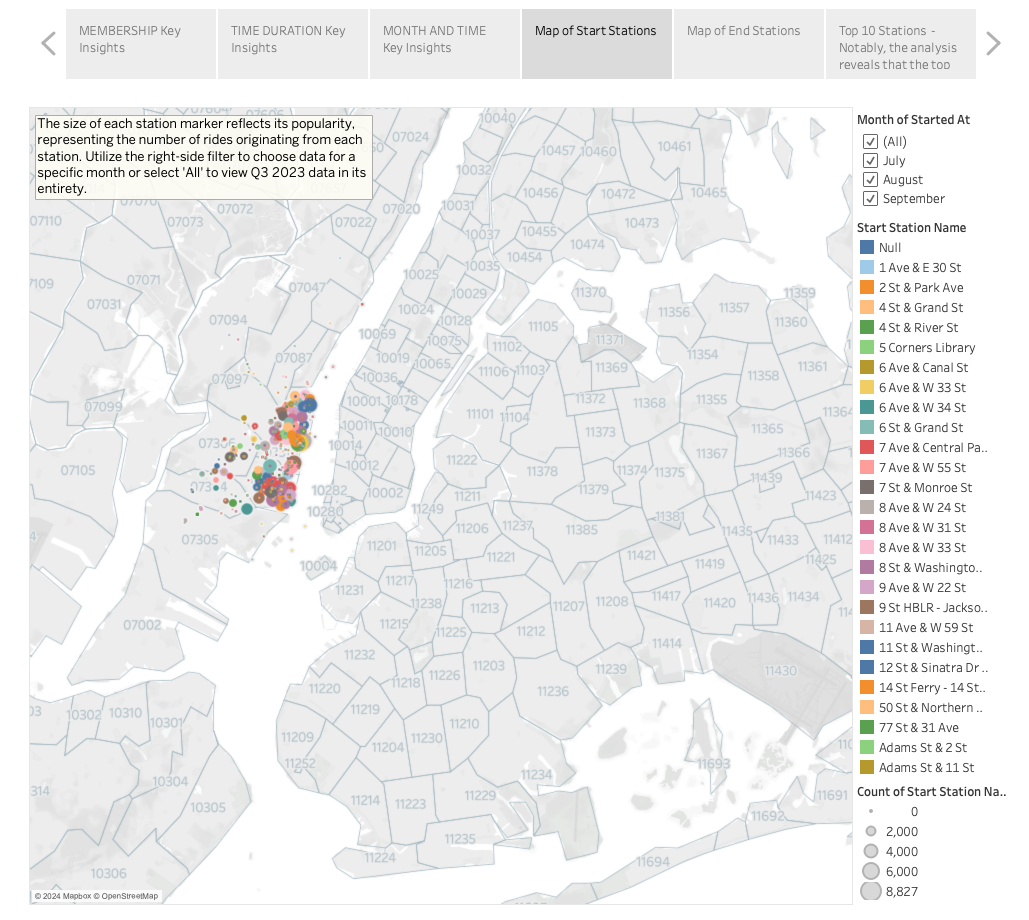 MEMBERSHIP Key
Insights
TIME DURATION Key
Insights
MONTH AND TIME
Key Insights
Map of Start Stations
Map of End Stations
Top 10 Stations -
Notably, the analysis
reveals that the top
The size of each station marker reflects its popularity,
representing the number of rides originating from each
station. Utilize the right-side filter to choose data for a
specific month or select 'All' to view Q3 2023 data in its
entirety.
10040
07024
10457 10460
10461
10032
10456
10472
10465
07072
07073
07020
07022
10031
10473
07110
10037
10455
10474
10454
10035
10025
07071
07047
10029
11370
11359
07031
10024
11357
11356
10128
11360
07094
11105
10069
10075
11371
11102
11354
10019
07087
10065
11361
11369
11106 11103
10036
11358
07097
11372
07099
10001 10178
11368
11101
11104
11365
10011
10010
11373
10014
11366
11222
07105
10012
11378
11374
11375
11439
10282
10002
11379
11423
11211
10280
11249
11381
11206
11237
11385
11435
07305
11433
11201
11205
11221
11421
11425
11419
10004
11217
11216
11231
11417
11436
11434
11238
11213
11207
11208
11420
07002
11215
11225
11212
11414
11232
11203
11239
11430
11226
11218
11220
11236
11219
10302
10310
11210
10301
11209
11230
11204
11252
11693
11234
10304
11229
11214
11223
11691
10305
11692
11235
11224
11694
10306
© 2024 Mapbox © OpenStreetMap
Month of Started At
(All)
July
August
September
Start Station Name
Null
1 Ave & E 30 St
2 St & Park Ave
4 St & Grand St
4 St & River St
5 Corners Library
6 Ave & Canal St
6 Ave & W 33 St
6 Ave & W 34 St
6 St & Grand St
7 Ave & Central Pa..
7 Ave & W 55 St
7 St & Monroe St
8 Ave & W 24 St
8 Ave & W 31 St
8 Ave & W 33 St
8 St & Washingto..
9 Ave & W 22 St
9 St HBLR - Jackso..
11 Ave & W 59 St
11 St & Washingt..
12 St & Sinatra Dr ..
14 St Ferry - 14 St..
50 St & Northern ..
77 St & 31 Ave
Adams St & 2 St
Adams St & 11 St
Count of Start Station Na..
0
2,000
4,000
6,000
8,827